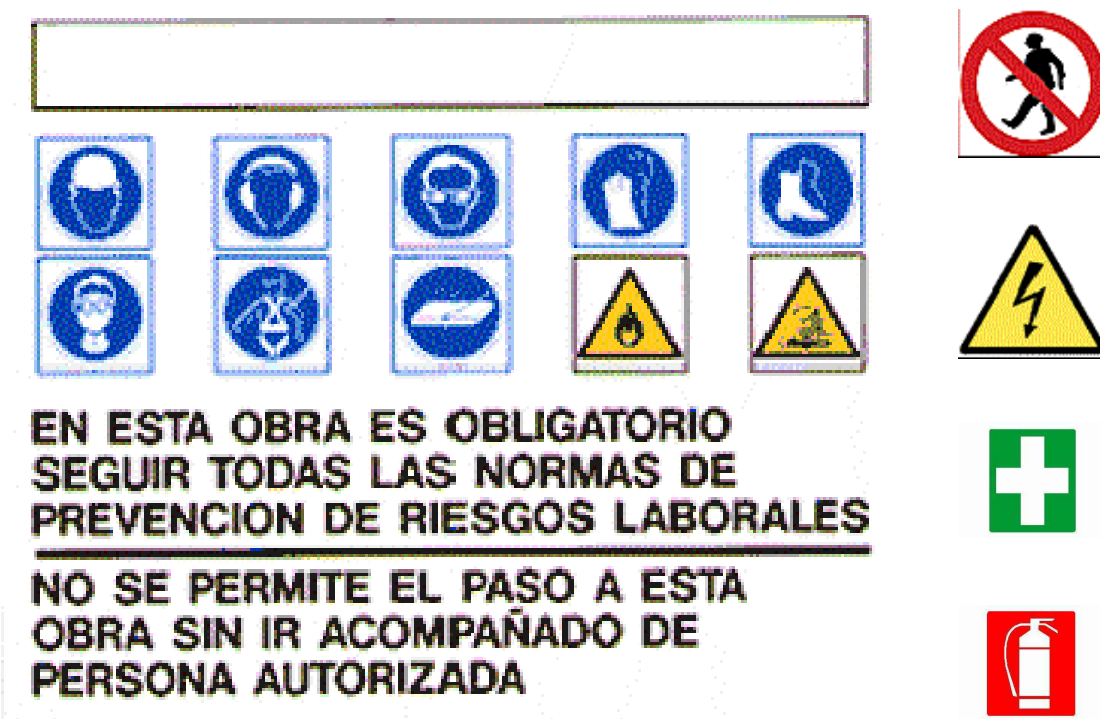 EN ESTA OBRA ES OBLIGATORIO
SEGUIR TODAS LAS NORMAS DE
PREVENCION DE RIESGOS LABORALES
NO SE PERMITE EL PASO A ESTA
OBRA SIN IR ACOMPAÑADO DE
PERSONA AUTORIZADA